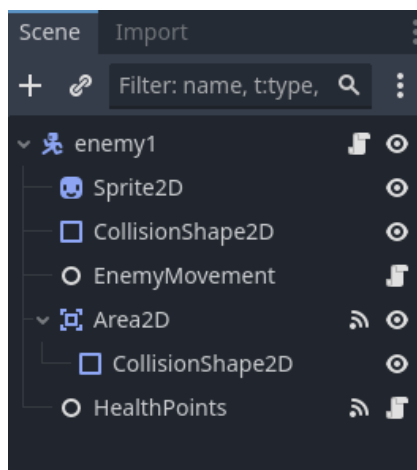 Scene Import
Filter: name, t:type,
enemy1
Sprite2D
CollisionShape2D
EnemyMovement
Area2D
CollisionShape2D
HealthPoints